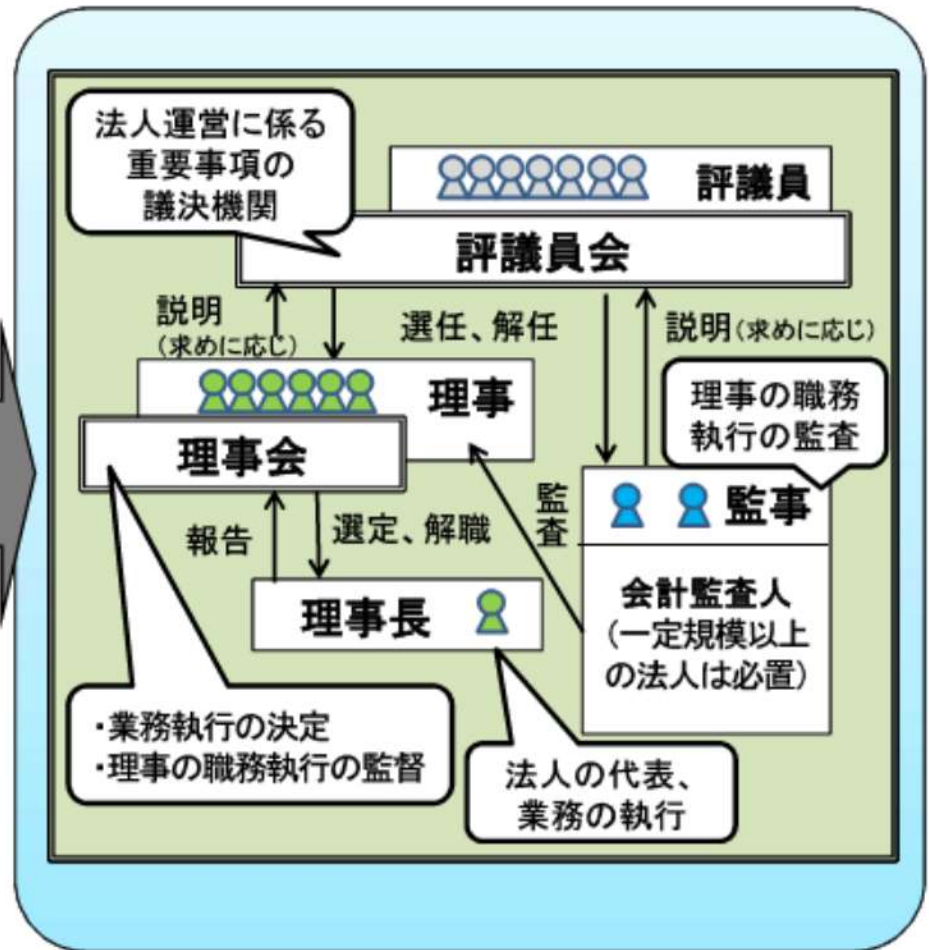 法人運営に係る
重要事項の
議決機関
評議員
評議員会
説明
(求めに応じ)
選任、解任
説明(求めに応じ)
理事
理事会
理事の職務
執行の監査
監査
監事
報告
選定、解職
理事長
会計監査人
(一定規模以上
の法人は必置)
・業務執行の決定
・理事の職務執行の監督
法人の代表、
業務の執行